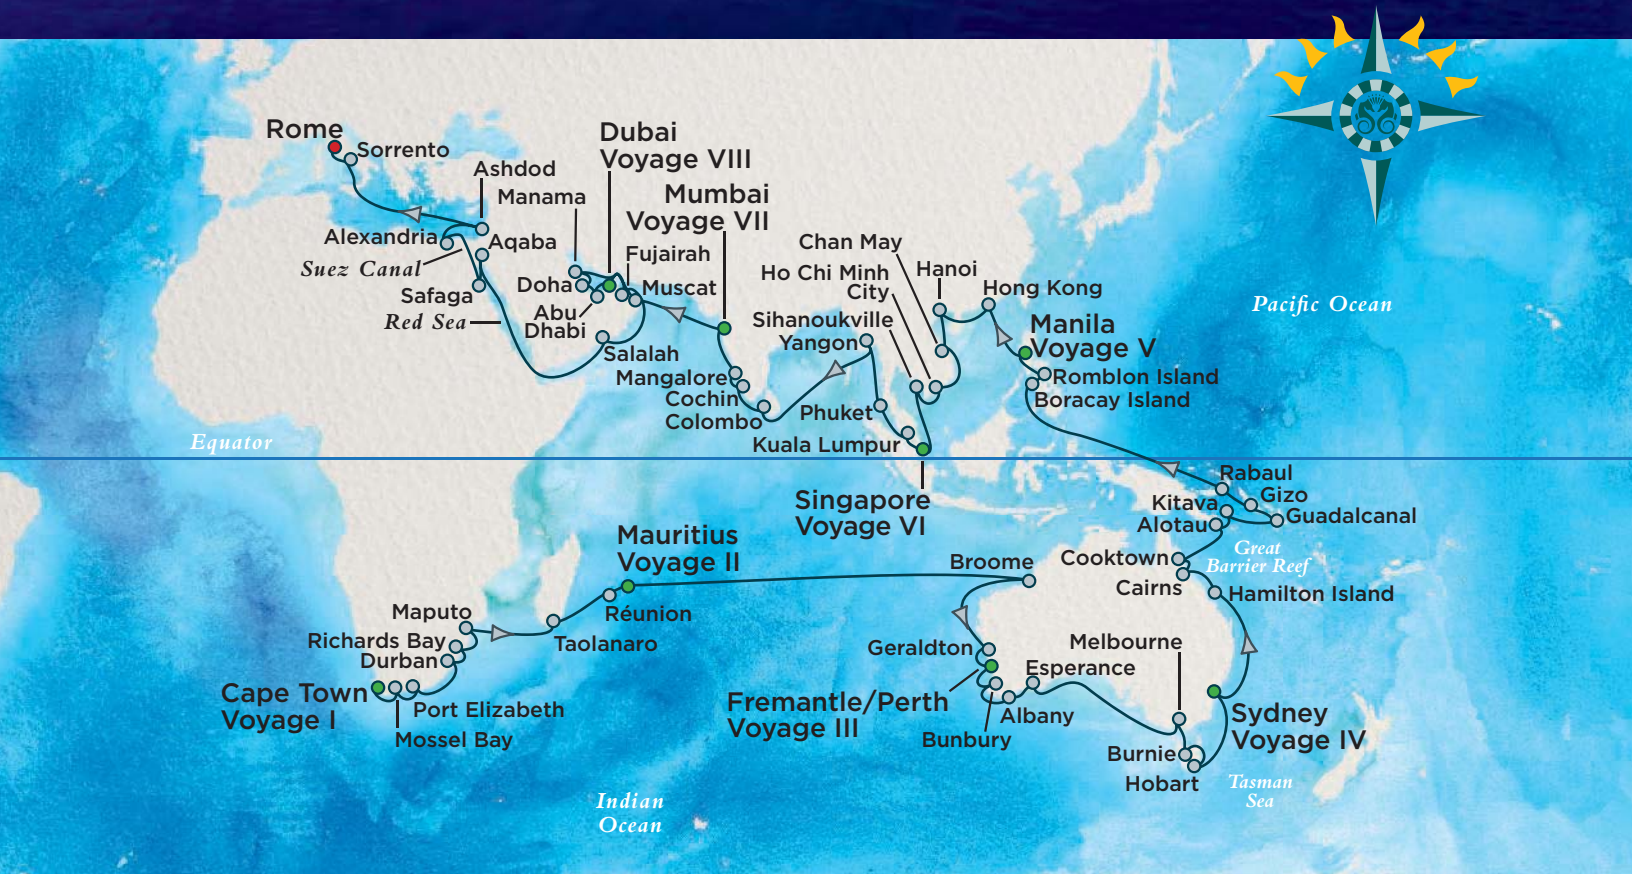 Rome
Sorrento
Dubai
Voyage VIII
Ashdod
Manama
Mumbai
Voyage VII
Alexandria
Aqaba
Suez Canal
Fujairah
Chan May
Safaga
Doha
Muscat
Ho Chi Minh
City
Hanoi
Hong Kong
Red Sea
Abu
Dhabi
Sihanoukville
Yangon
Pacific Ocean
Manila
Voyage V
Salalah
Mangalore
Cochin
Colombo
Phuket
Romblon Island
Boracay Island
Equator
Kuala Lumpur
Singapore
Voyage VI
Rabaul
Kitava
Gizo
Alotau
Guadalcanal
Mauritius
Voyage II
Broome
Cooktown
Great
Barrier Reef
Cairns
Hamilton Island
Maputo
Réunion
Richards Bay
Durban
Taolanaro
Geraldton
Melbourne
Esperance
Cape Town
Voyage I
Port Elizabeth
Mossel Bay
Fremantle/Perth
Voyage III
Albany
Bunbury
Sydney
Voyage IV
Burnie
Hobart
Tasman
Sea
Indian
Ocean